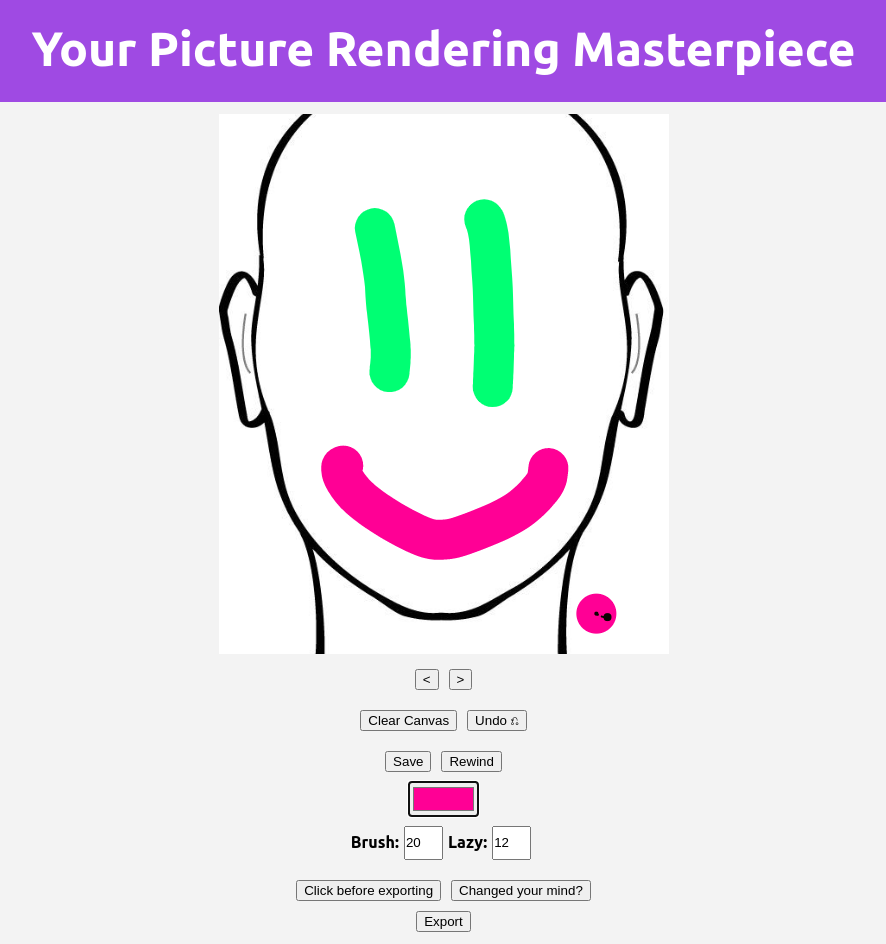 Your Picture Rendering Masterpiece
< >
Clear Canvas Undo ⎌
Save Rewind
Brush: 20 Lazy: 12
Click before exporting Changed your mind?
Export